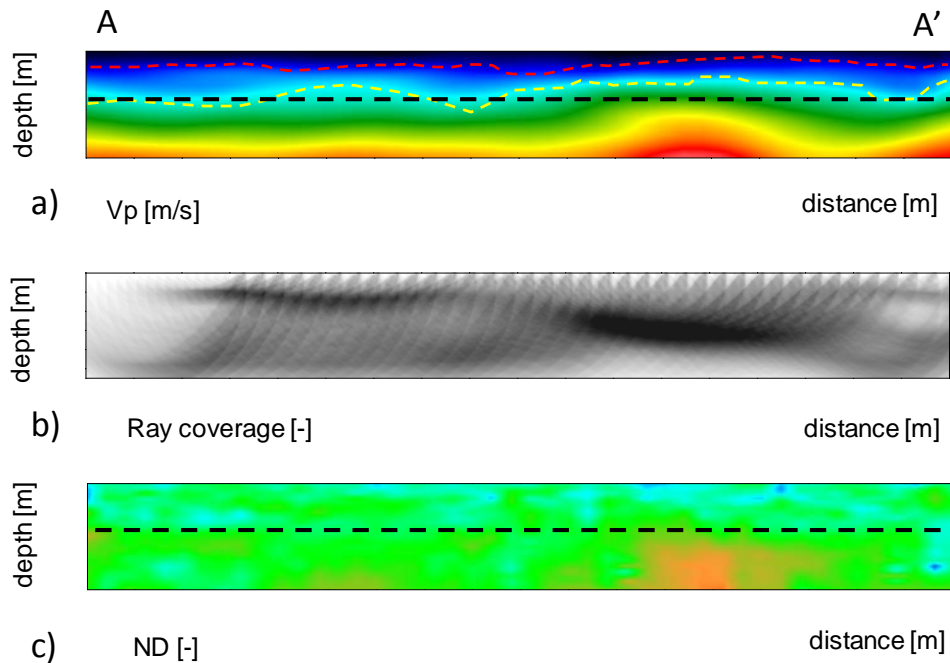 A A’
depth [m]
a) Vp [m/s] distance [m]
depth [m]
b) Ray coverage [-] distance [m]
depth [m]
c) ND [-] distance [m]